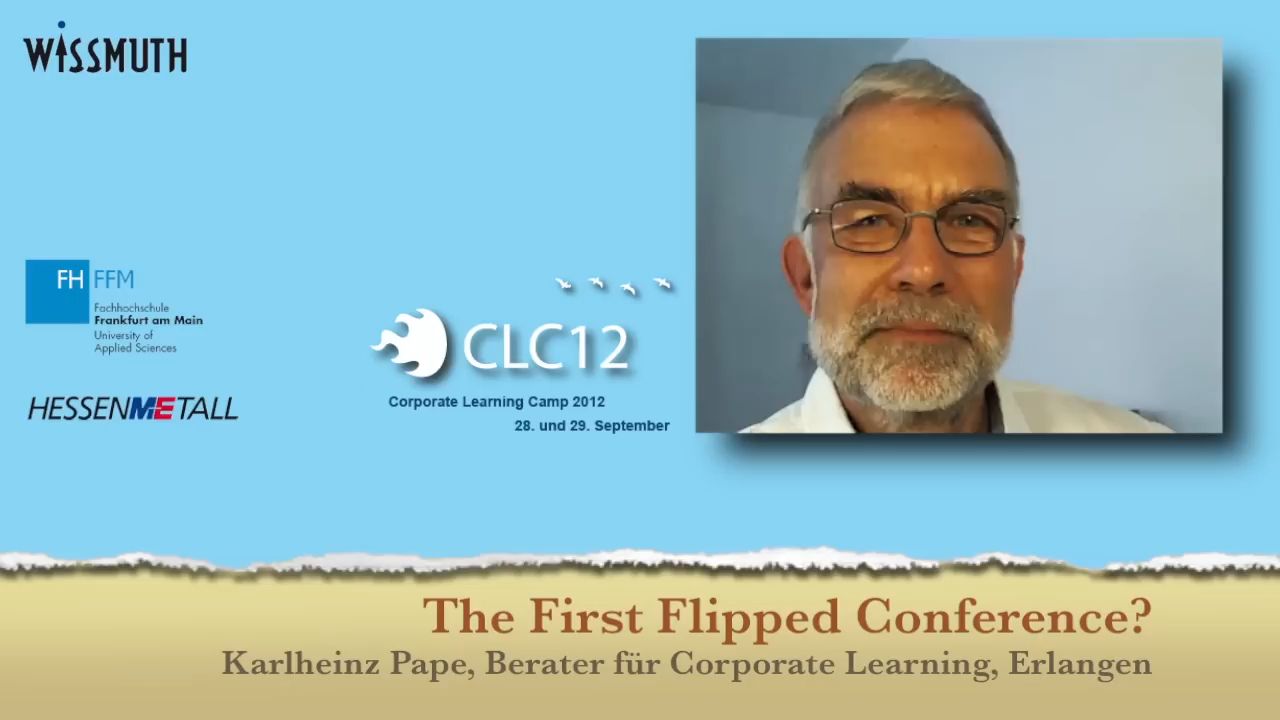 WISSMUTH
FH FFM
Fachhochschule
Frankfurt am Main
University of
Applied Sciences
CLC12
HESSENMETALL
Corporate Learning Camp 2012
28. und 29. September
The First Flipped Conference?
Karlheinz Pape, Berater für Corporate Learning, Erlangen